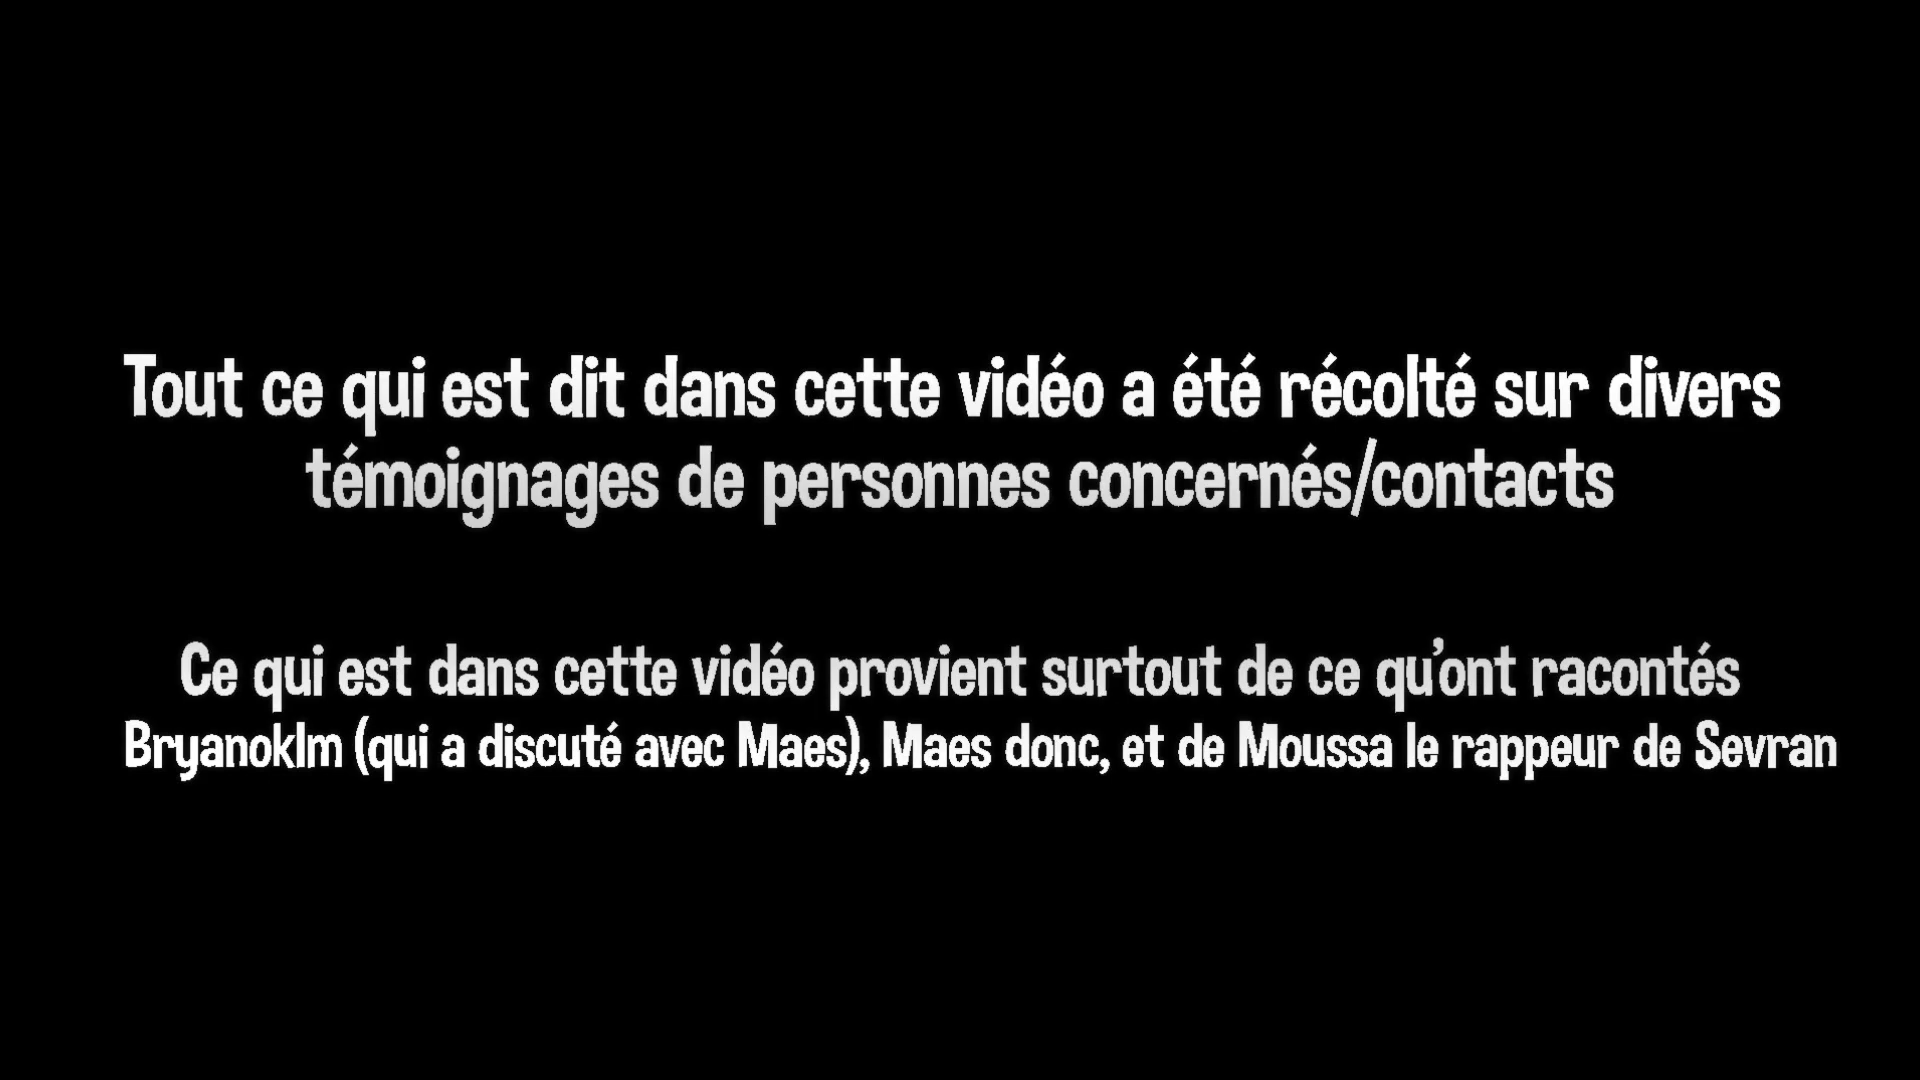 Tout ce qui est dit dans cette vidéo a été récolté sur divers
témoignages de personnes concernés/contacts
Ce qui est dans cette vidéo provient surtout de ce qu'ont racontés
Bryanoklm (qui a discuté avec Maes), Maes donc, et de Moussa le rappeur de Sevran